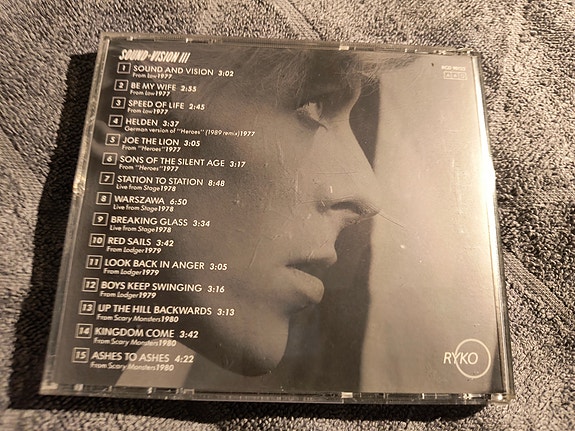 SOUND+VISION III
1 SOUND AND VISION 3:02
From Low 1977
2 BE MY WIFE 2:55
From Low 1977
3 SPEED OF LIFE 2:45
From Low 1977
4 HELDEN 3:37
German version of "Heroes" (1989 remix) 1977
5 JOE THE LION 3:05
From "Heroes" 1977
6 SONS OF THE SILENT AGE 3:17
From "Heroes" 1977
7 STATION TO STATION 8:48
Live from Stage 1978
8 WARSZAWA 6:50
Live from Stage 1978
9 BREAKING GLASS 3:34
Live from Stage 1978
10 RED SAILS 3:42
From Lodger 1979
11 LOOK BACK IN ANGER 3:05
From Lodger 1979
12 BOYS KEEP SWINGING 3:16
From Lodger 1979
13 UP THE HILL BACKWARDS 3:13
From Scary Monsters 1980
14 KINGDOM COME 3:42
From Scary Monsters 1980
15 ASHES TO ASHES 4:22
From Scary Monsters 1980
RYKO